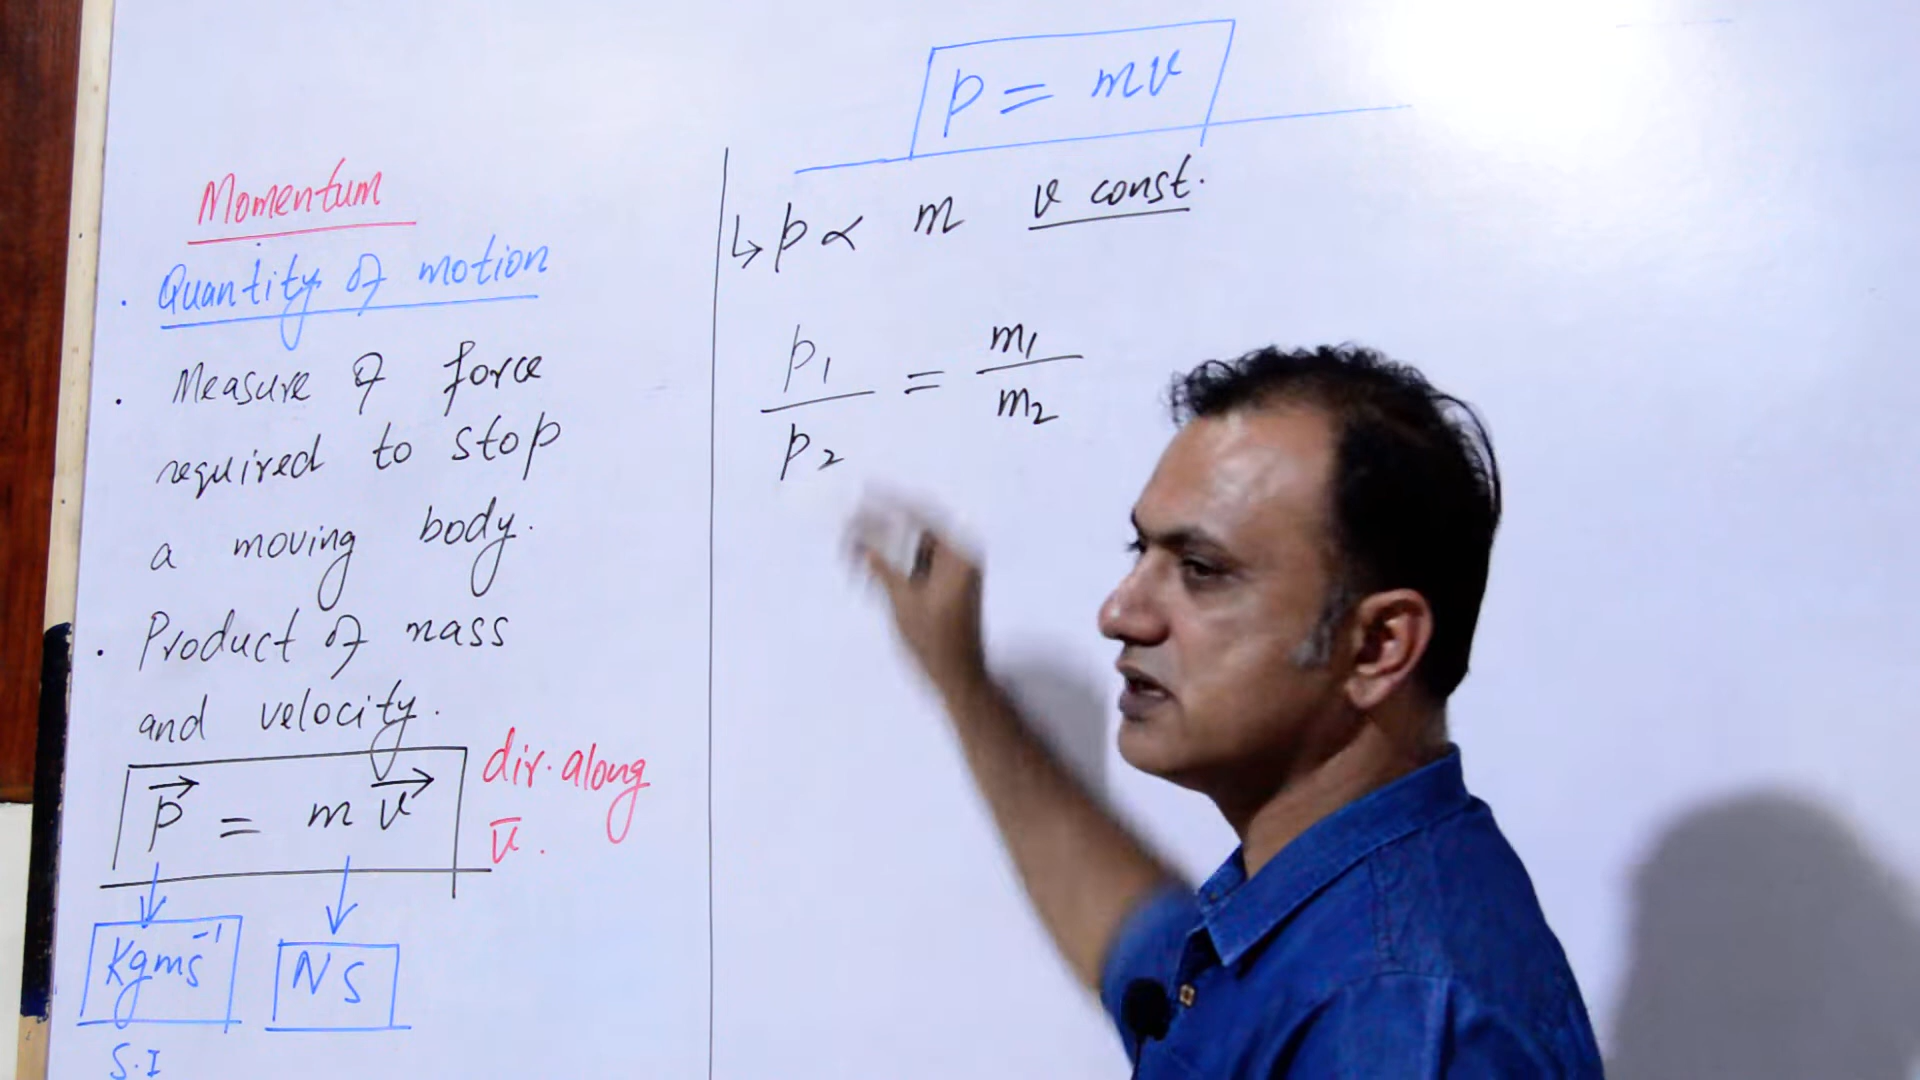 Momentum
. Quantity of motion
. Measure of force
required to stop
a moving body.
. Product of mass
and velocity.
p⃗ = m v⃗
dir. along
v̅ .
Kgms⁻¹
NS
S.I
p = mv
↳ p ∝ m v const.
p₁/p₂ = m₁/m₂